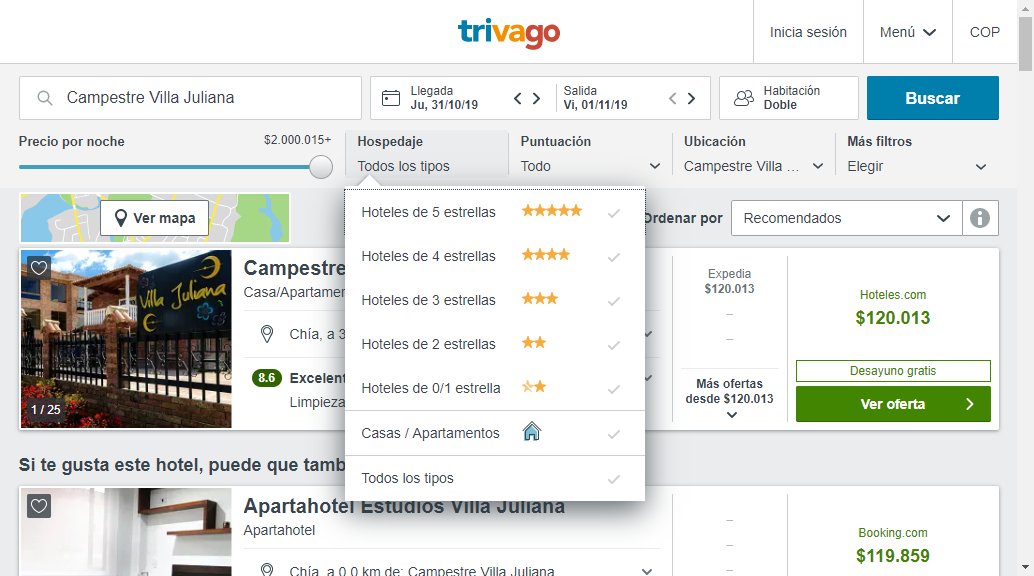 trivago
Inicia sesión
Menú
COP
Campestre Villa Juliana
Llegada
Ju, 31/10/19
Salida
Vi, 01/11/19
Habitación
Doble
Buscar
Precio por noche
$2.000.015+
Hospedaje
Todos los tipos
Puntuación
Todo
Ubicación
Campestre Villa ...
Más filtros
Elegir
Ver mapa
Ordenar por
Recomendados
Hoteles de 5 estrellas
Hoteles de 4 estrellas
Hoteles de 3 estrellas
Hoteles de 2 estrellas
Hoteles de 0/1 estrella
Casas / Apartamentos
Todos los tipos
Villa Juliana
1 / 25
Campestre
Casa/Apartamen
Chía, a 3
8.6 Excelent
Limpieza
Expedia
$120.013
–
–
Más ofertas
desde $120.013
Hoteles.com
$120.013
Desayuno gratis
Ver oferta
Si te gusta este hotel, puede que tamb
Apartahotel Estudios Villa Juliana
Apartahotel
Chía, a 0.0 km de: Campestre Villa Juliana
–
–
Booking.com
$119.859